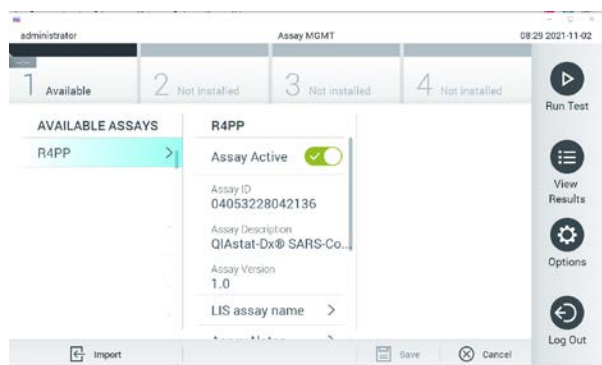 administrator
Assay MGMT
08:29 2021-11-02
1 Available
2 Not installed
3 Not installed
4 Not installed
Run Test
AVAILABLE ASSAYS
R4PP
R4PP
Assay Active
Assay ID
04053228042136
Assay Description
QIAstat-Dx® SARS-Co...
Assay Version
1.0
LIS assay name
View
Results
Options
Log Out
Import
Save
Cancel